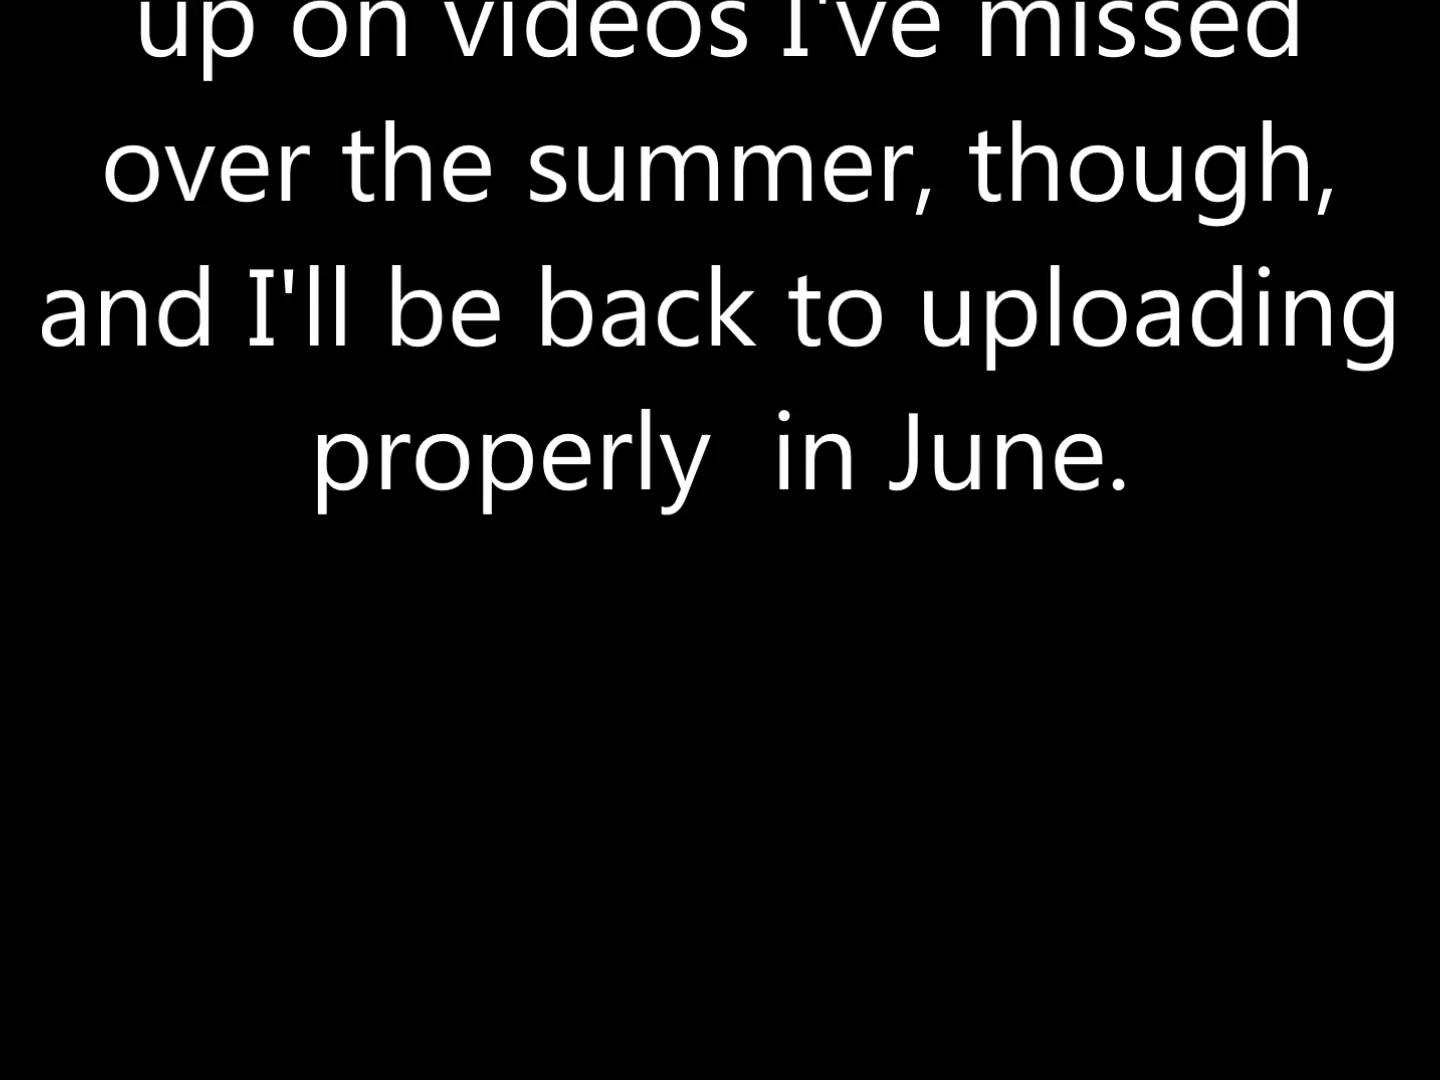 up on videos I've missed
over the summer, though,
and I'll be back to uploading
properly  in June.